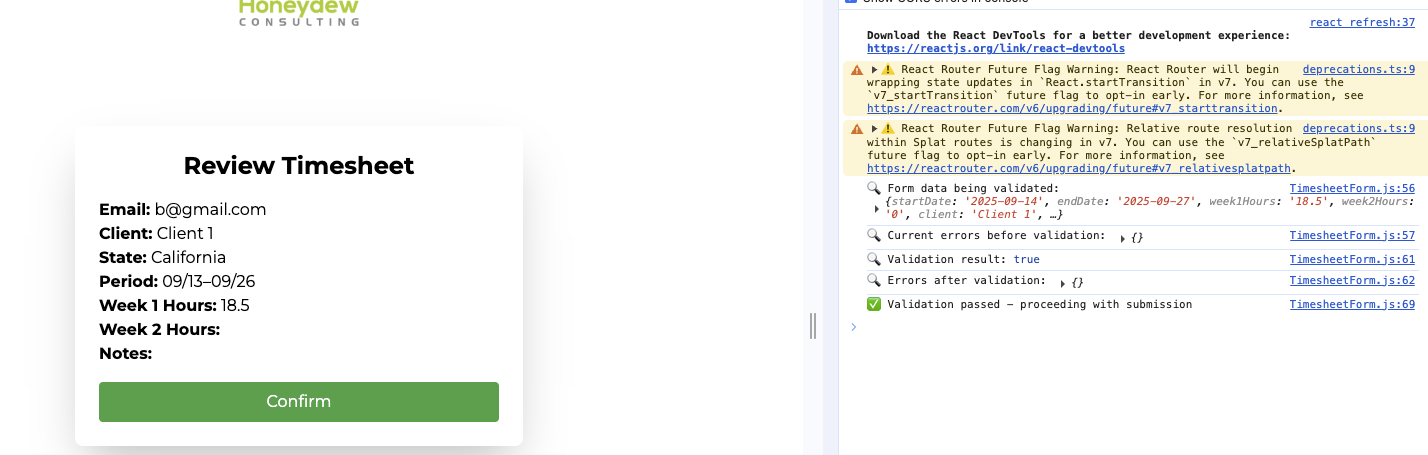 Honeydew
CONSULTING
Review Timesheet
Email: b@gmail.com
Client: Client 1
State: California
Period: 09/13–09/26
Week 1 Hours: 18.5
Week 2 Hours:
Notes:
Confirm
Show CORS errors in console
react refresh:37
Download the React DevTools for a better development experience:
https://reactjs.org/link/react-devtools
React Router Future Flag Warning: React Router will begin deprecations.ts:9
wrapping state updates in `React.startTransition` in v7. You can use the
`v7_startTransition` future flag to opt-in early. For more information, see
https://reactrouter.com/v6/upgrading/future#v7_starttransition.
React Router Future Flag Warning: Relative route resolution deprecations.ts:9
within Splat routes is changing in v7. You can use the `v7_relativeSplatPath`
future flag to opt-in early. For more information, see
https://reactrouter.com/v6/upgrading/future#v7_relativesplatpath.
Form data being validated: TimesheetForm.js:56
{startDate: '2025-09-14', endDate: '2025-09-27', week1Hours: '18.5', week2Hours:
'0', client: 'Client 1', …}
Current errors before validation: {} TimesheetForm.js:57
Validation result: true TimesheetForm.js:61
Errors after validation: {} TimesheetForm.js:62
Validation passed – proceeding with submission TimesheetForm.js:69